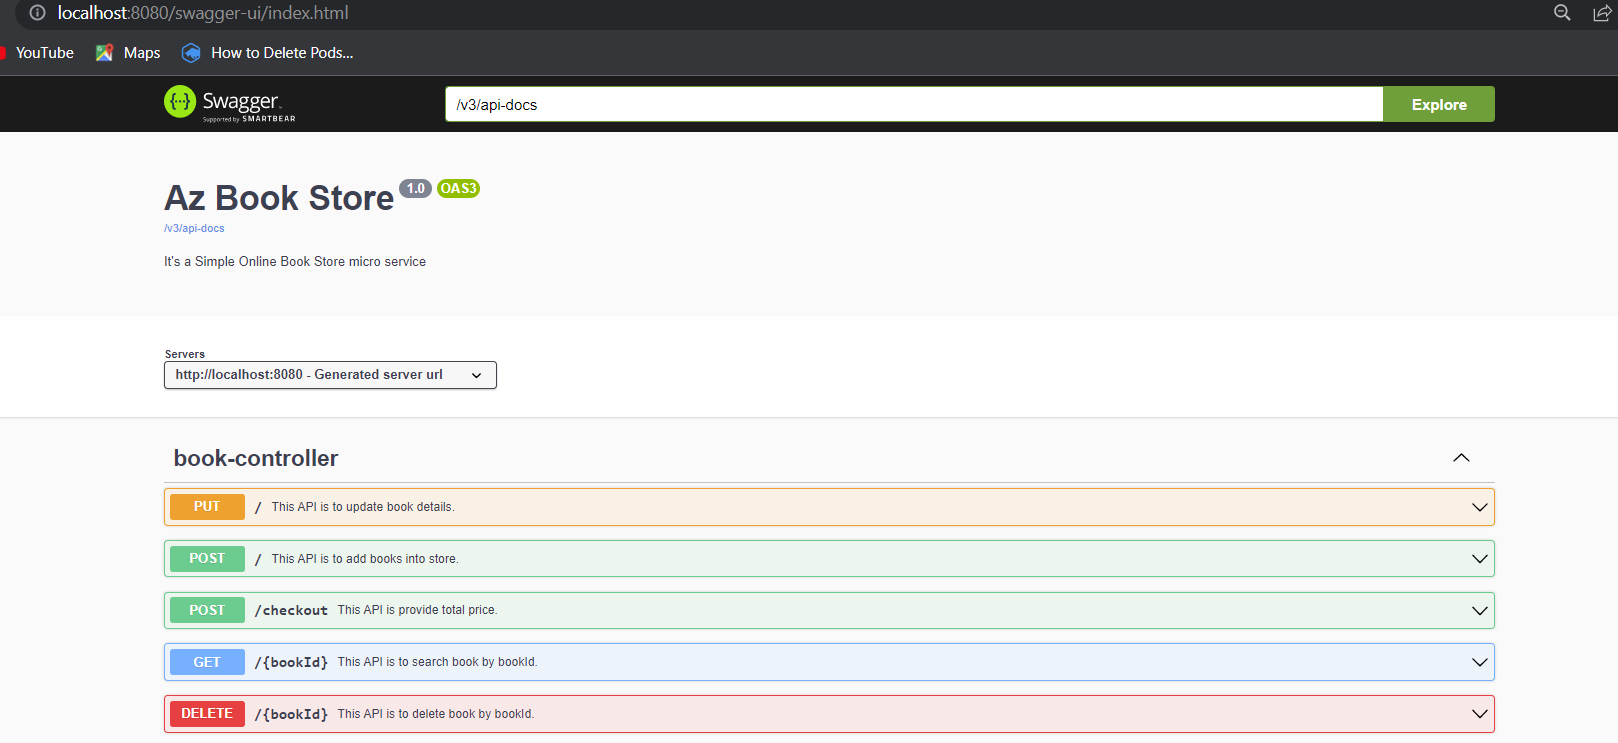 localhost:8080/swagger-ui/index.html
YouTube Maps How to Delete Pods...
{···} Swagger
Supported by SMARTBEAR
/v3/api-docs Explore
Az Book Store 1.0 OAS3
/v3/api-docs
It's a Simple Online Book Store micro service
Servers
http://localhost:8080 - Generated server url
book-controller
PUT / This API is to update book details.
POST / This API is to add books into store.
POST /checkout This API is provide total price.
GET /{bookId} This API is to search book by bookId.
DELETE /{bookId} This API is to delete book by bookId.